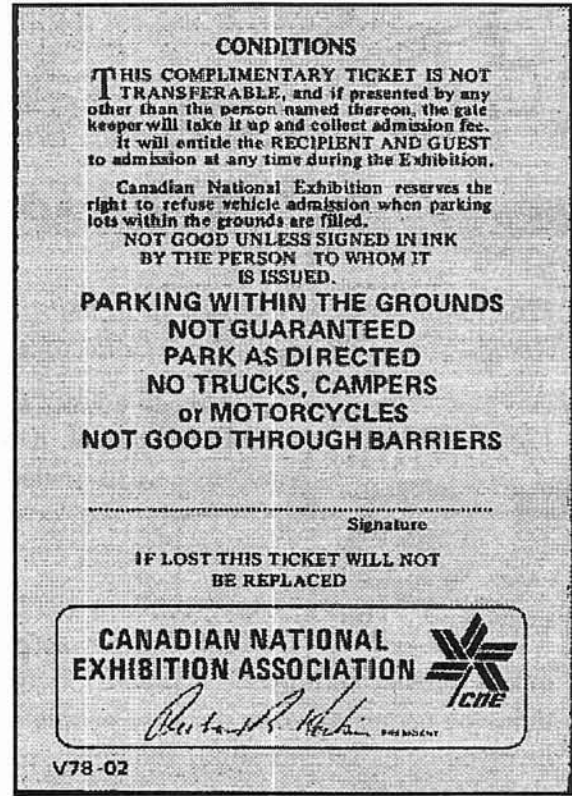 CONDITIONS
THIS COMPLIMENTARY TICKET IS NOT
TRANSFERABLE, and if presented by any
other than the person named thereon, the gate
keeper will take it up and collect admission fee.
It will entitle the RECIPIENT AND GUEST
to admission at any time during the Exhibition.
Canadian National Exhibition reserves the
right to refuse vehicle admission when parking
lots within the grounds are filled.
NOT GOOD UNLESS SIGNED IN INK
BY THE PERSON TO WHOM IT
IS ISSUED.
PARKING WITHIN THE GROUNDS
NOT GUARANTEED
PARK AS DIRECTED
NO TRUCKS, CAMPERS
or MOTORCYCLES
NOT GOOD THROUGH BARRIERS
Signature
IF LOST THIS TICKET WILL NOT
BE REPLACED
CANADIAN NATIONAL
EXHIBITION ASSOCIATION
CNE
PRESIDENT
V78-02